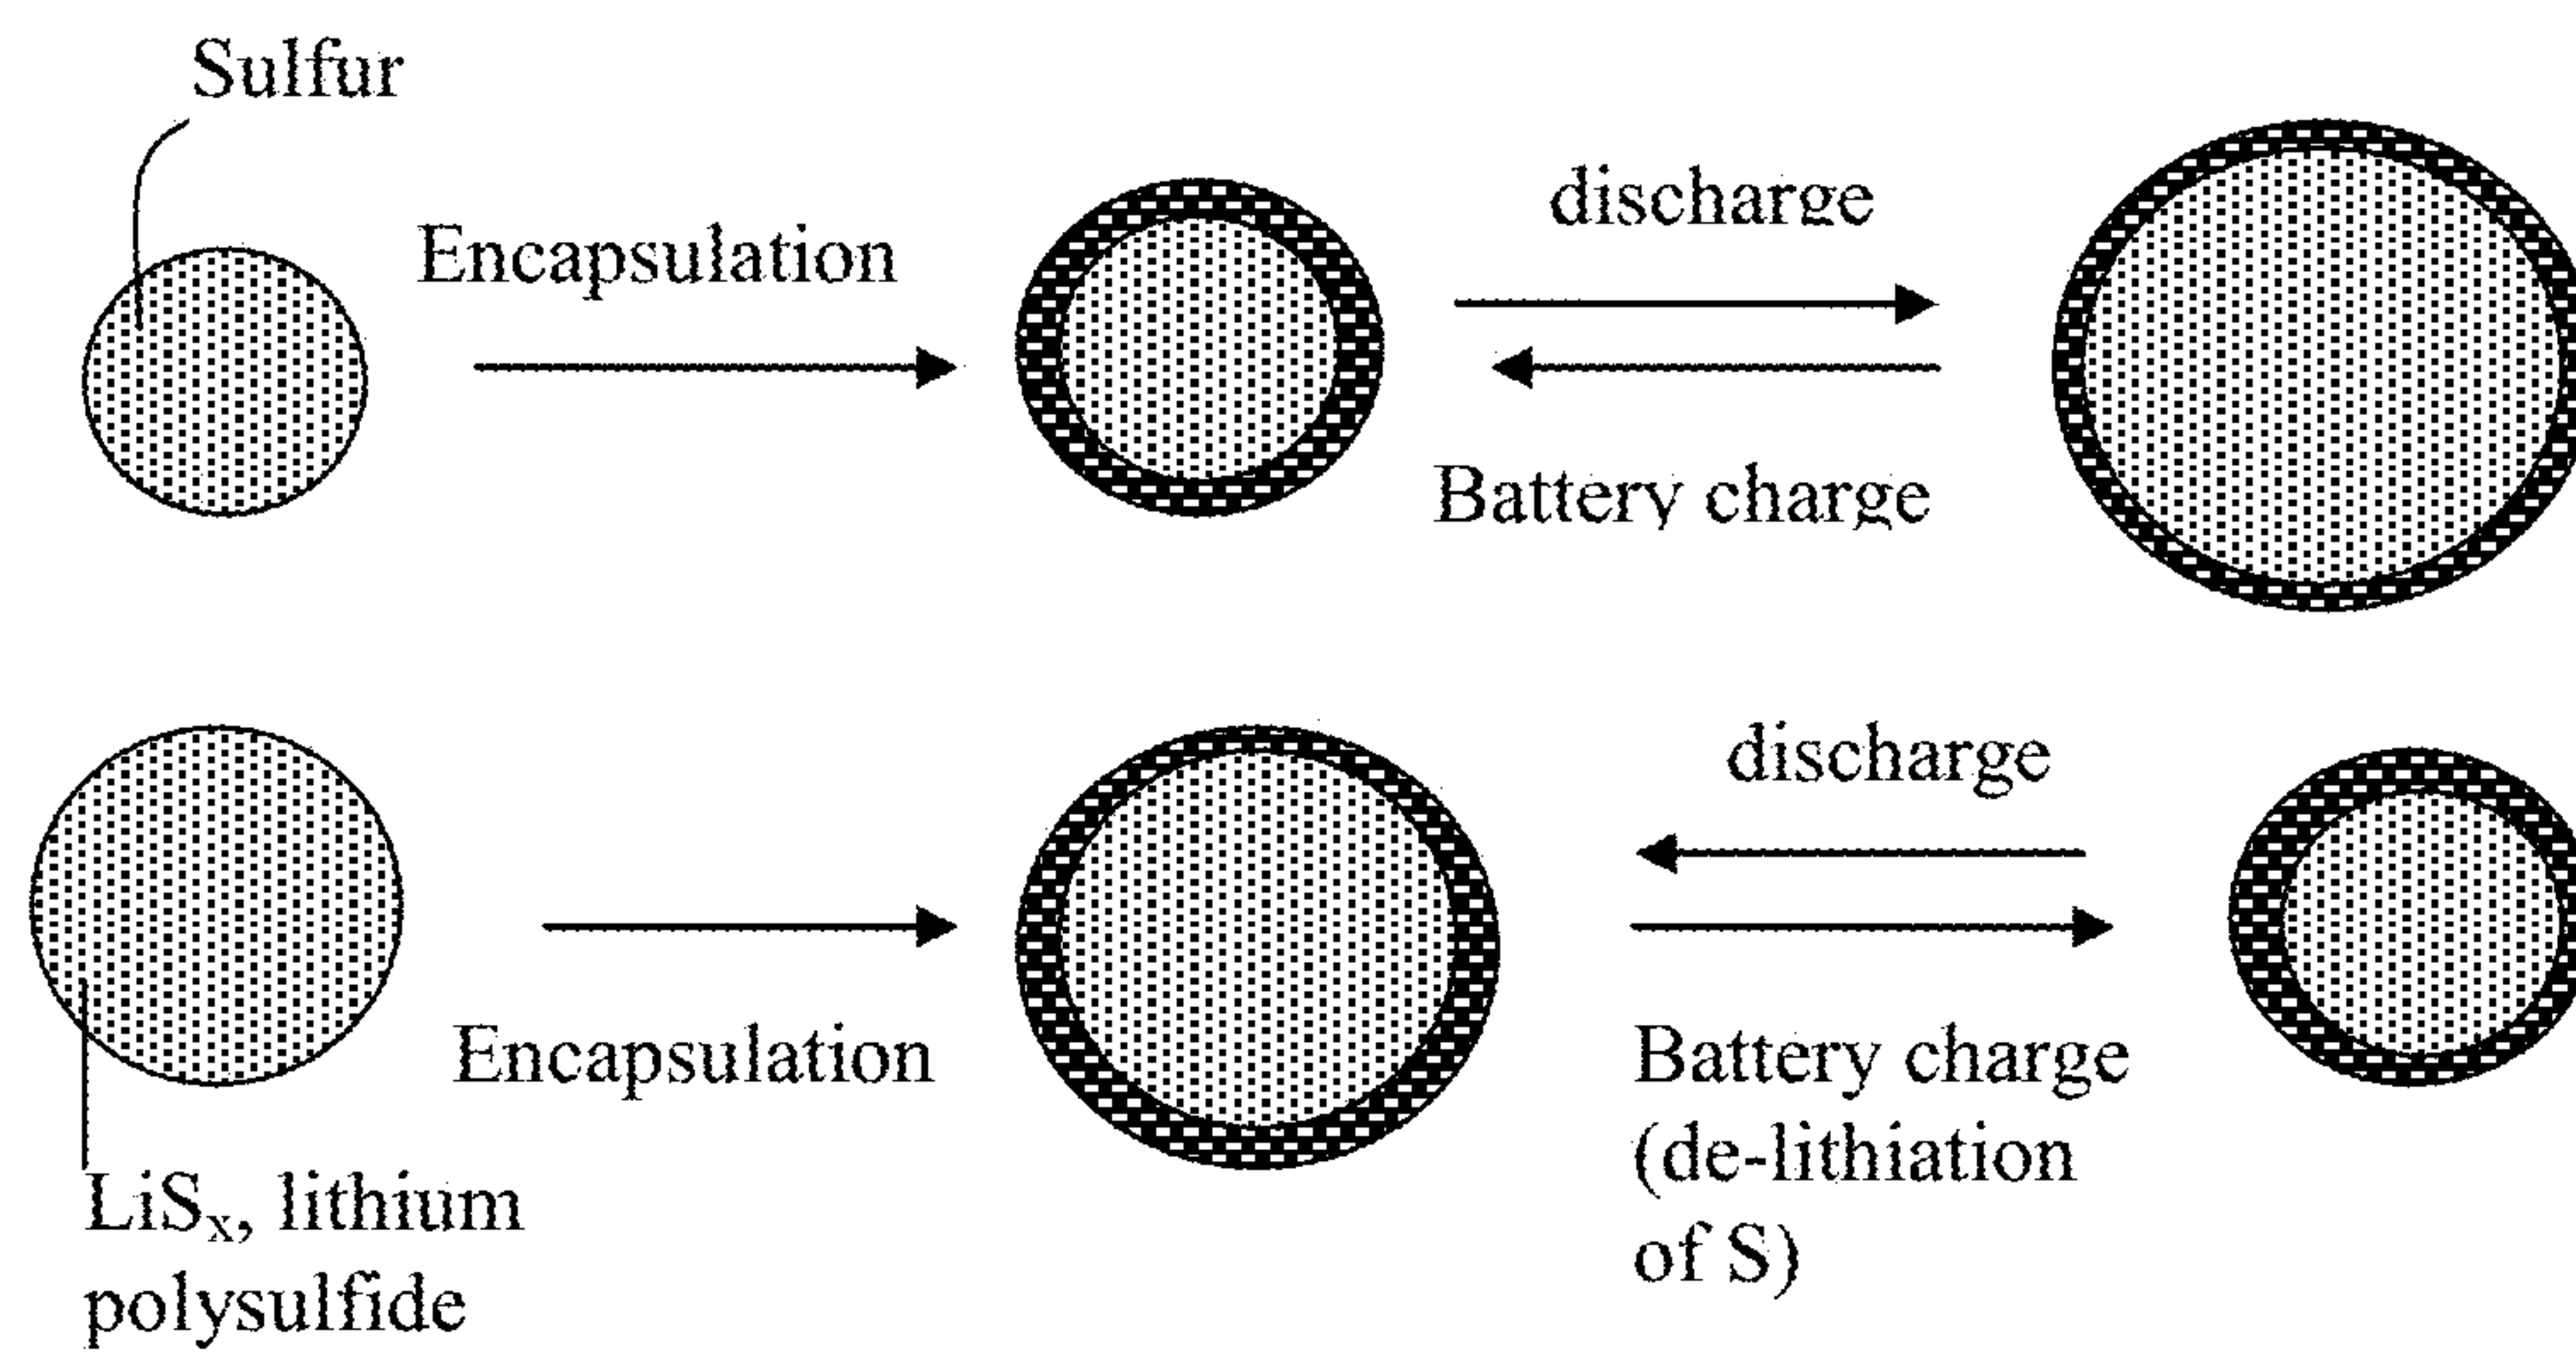 Sulfur
Encapsulation
discharge
Battery charge
discharge
Encapsulation
Battery charge
(de-lithiation
of S)
LiSₓ, lithium
polysulfide